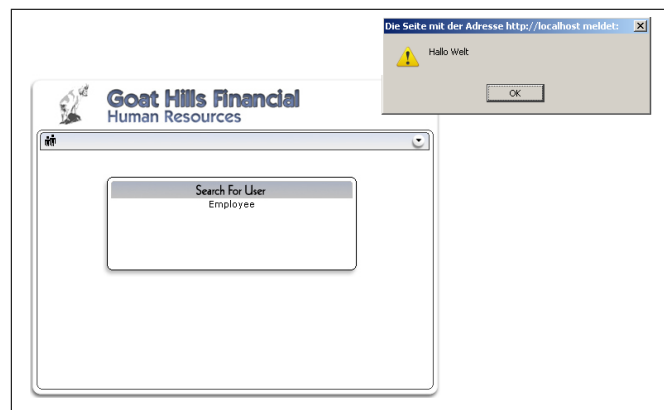 Die Seite mit der Adresse http://localhost meldet:
Hallo Welt
OK
Goat Hills Financial
Human Resources
Search For User
Employee